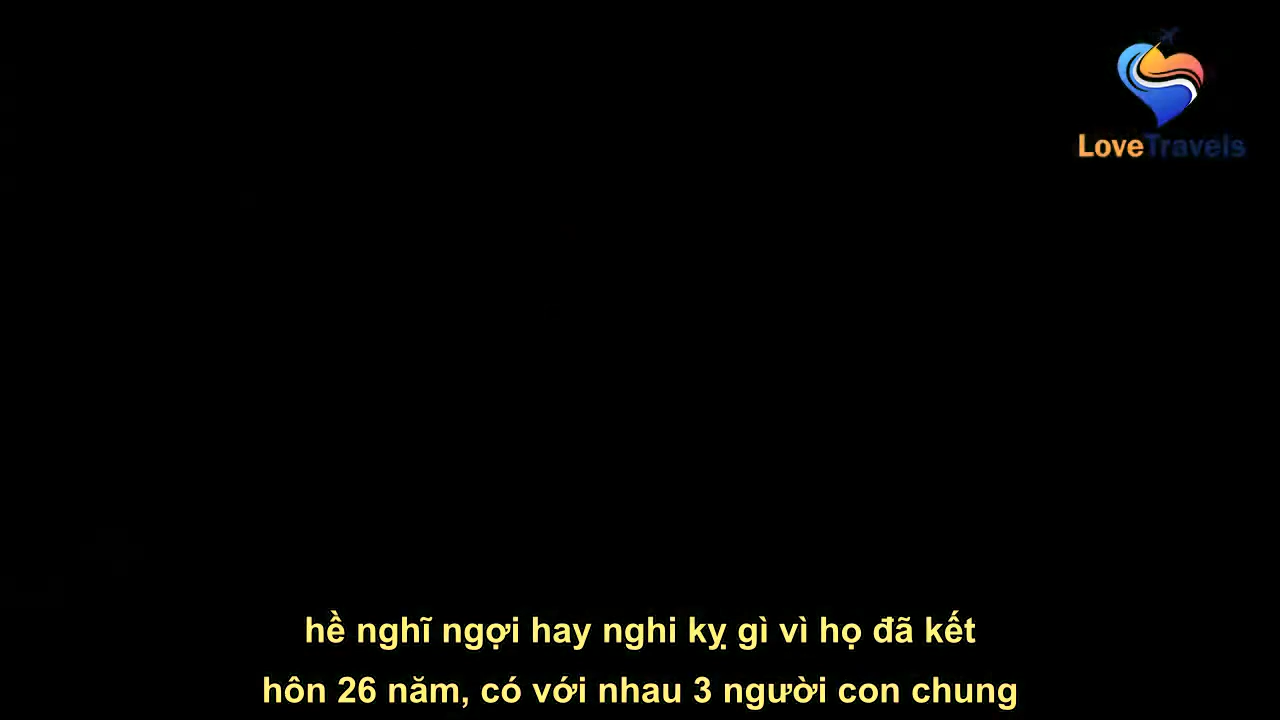 LoveTravels
hề nghĩ ngợi hay nghi kỵ gì vì họ đã kết
hôn 26 năm, có với nhau 3 người con chung